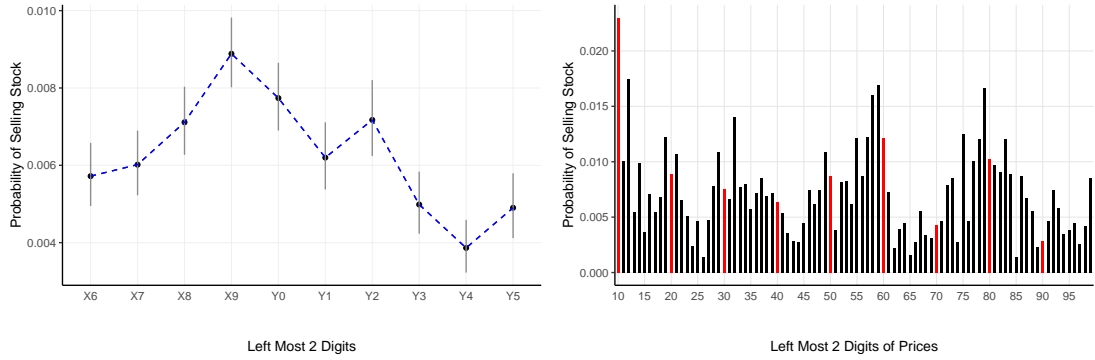 Probability of Selling Stock
0.010
0.008
0.006
0.004
X6 X7 X8 X9 Y0 Y1 Y2 Y3 Y4 Y5
Left Most 2 Digits
Probability of Selling Stock
0.020
0.015
0.010
0.005
0.000
10 15 20 25 30 35 40 45 50 55 60 65 70 75 80 85 90 95
Left Most 2 Digits of Prices